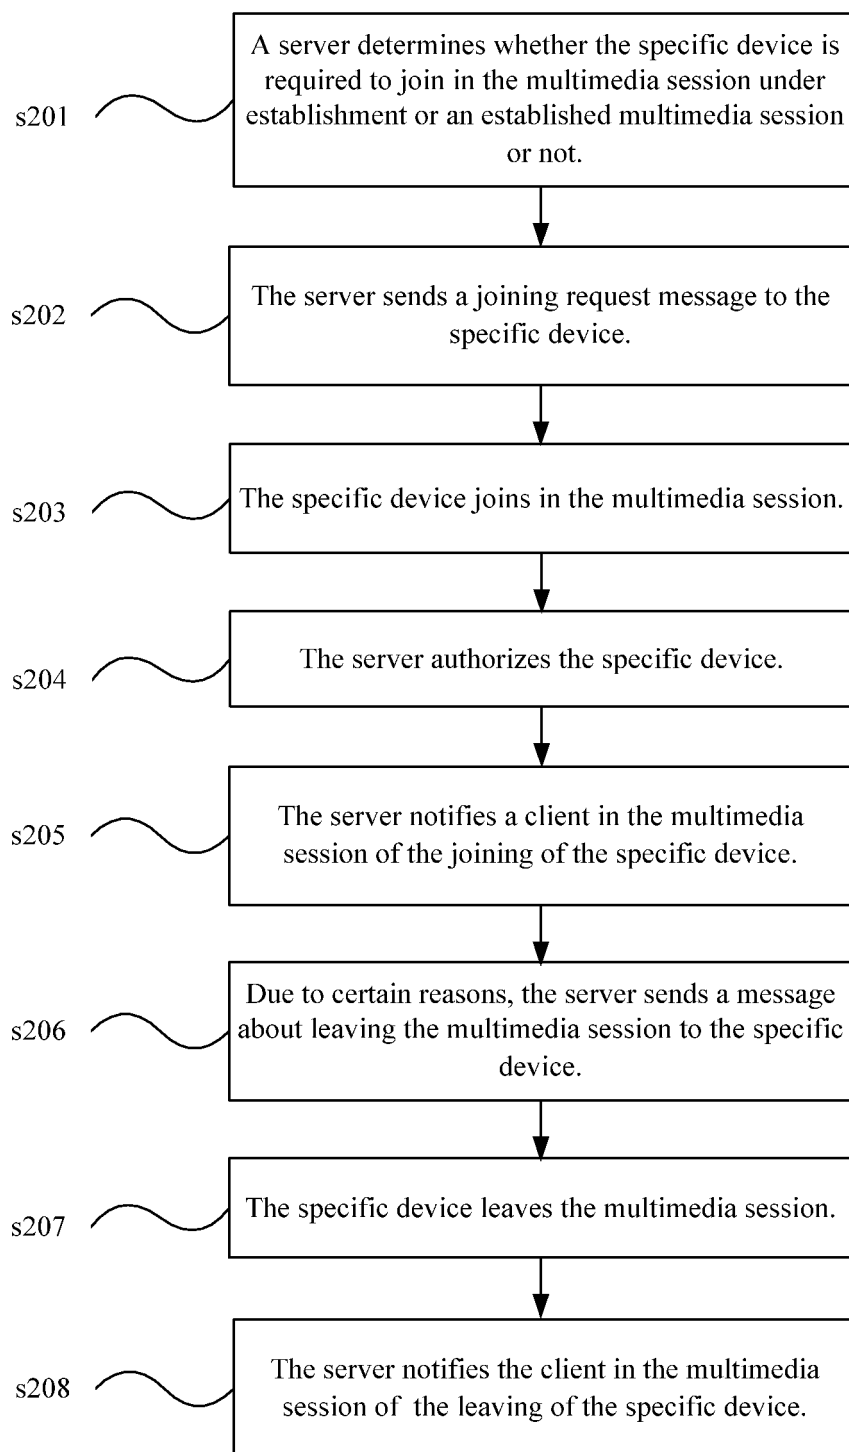 A server determines whether the specific device is
required to join in the multimedia session under
establishment or an established multimedia session
or not.
s201
The server sends a joining request message to the
specific device.
s202
The specific device joins in the multimedia session.
s203
The server authorizes the specific device.
s204
The server notifies a client in the multimedia
session of the joining of the specific device.
s205
Due to certain reasons, the server sends a message
about leaving the multimedia session to the specific
device.
s206
The specific device leaves the multimedia session.
s207
The server notifies the client in the multimedia
session of the leaving of the specific device.
s208